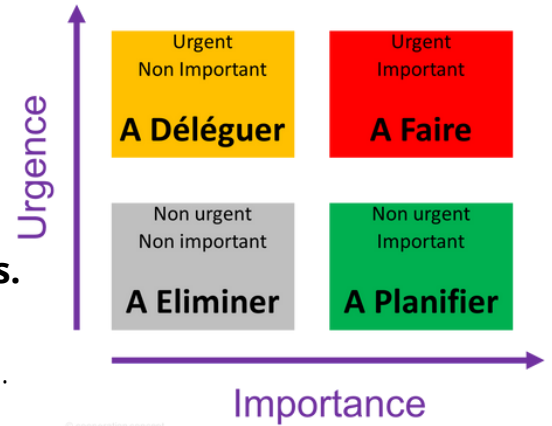 Urgent
Non Important
A Déléguer
Urgent
Important
A Faire
Urgence
s.
Non urgent
Non important
A Eliminer
Non urgent
Important
A Planifier
.
Importance